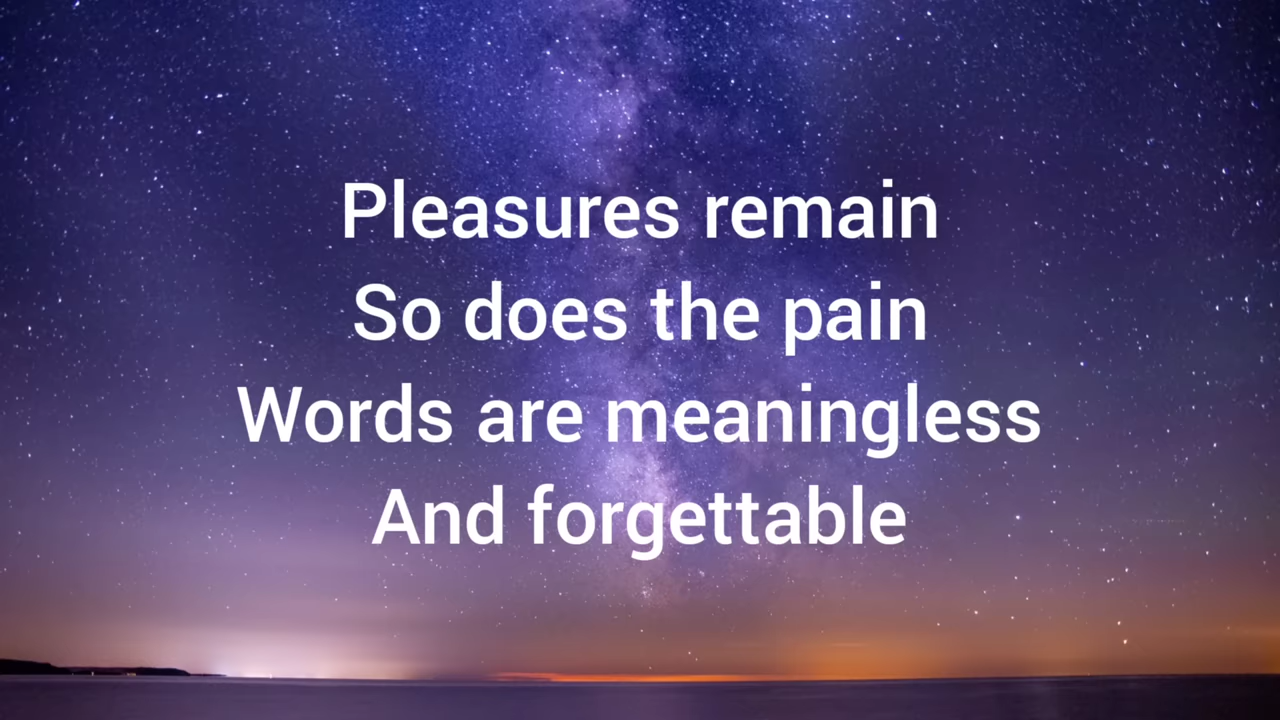 Pleasures remain
So does the pain
Words are meaningless
And forgettable